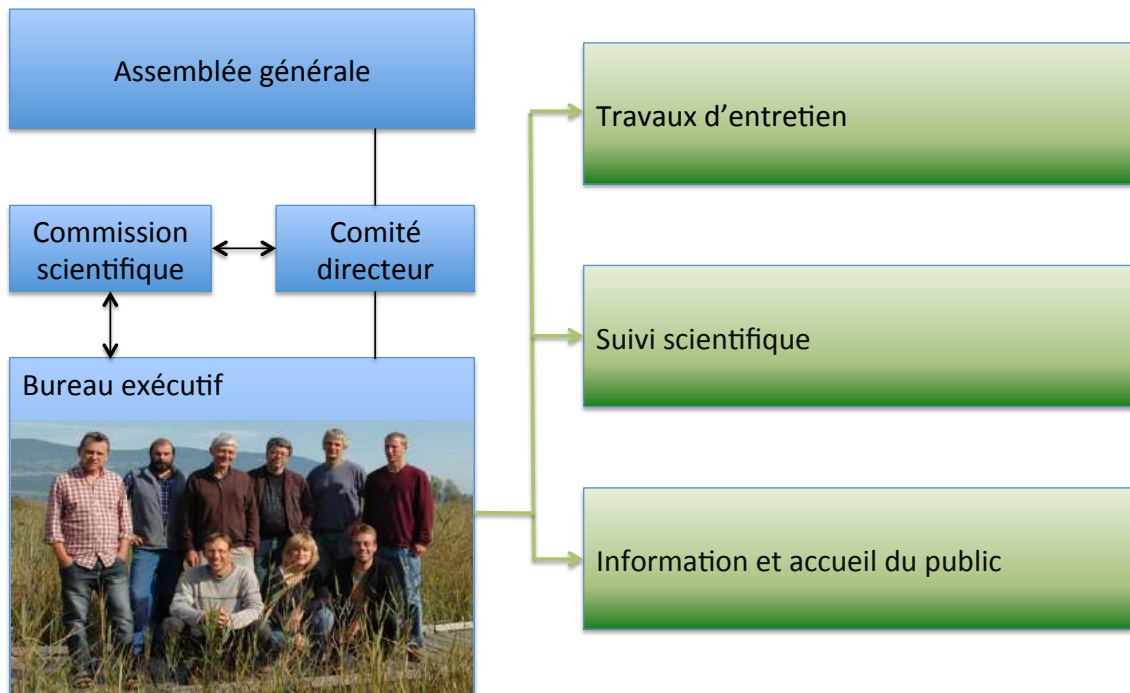 Assemblée générale
Commission
scientifique
Comité
directeur
Bureau exécutif
Travaux d’entretien
Suivi scientifique
Information et accueil du public